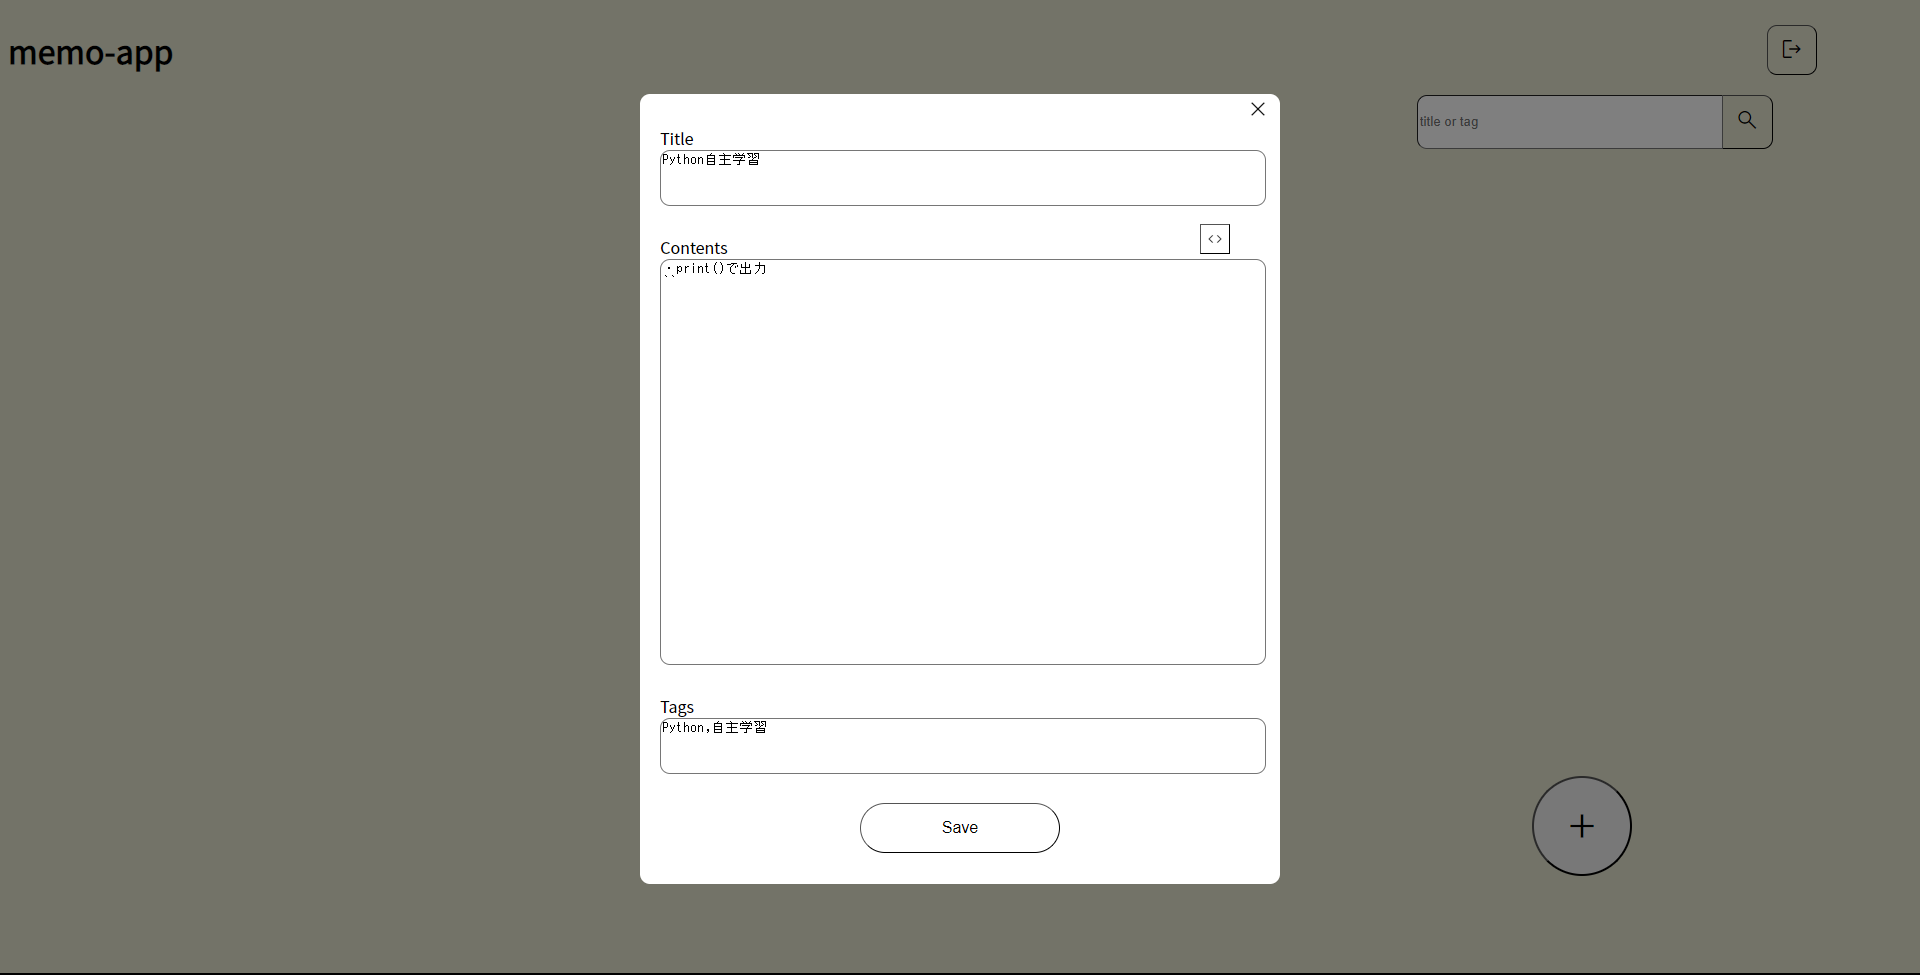 memo-app
title or tag
Title
Python自主学習
Contents
・print()で出力
``
Tags
Python,自主学習
Save